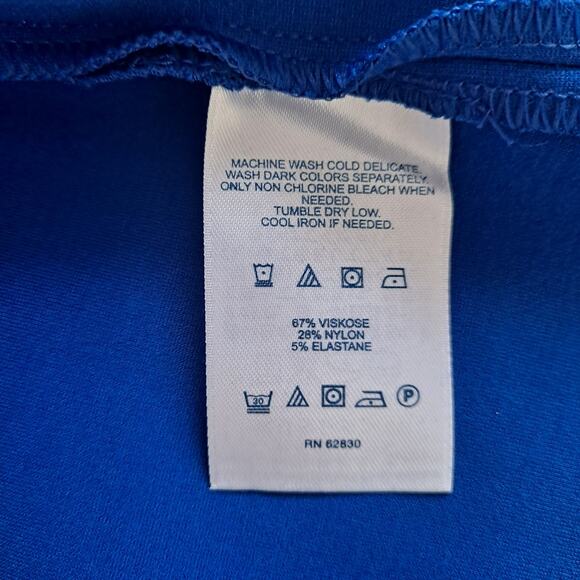 MACHINE WASH COLD DELICATE.
WASH DARK COLORS SEPARATELY.
ONLY NON CHLORINE BLEACH WHEN
NEEDED.
TUMBLE DRY LOW.
COOL IRON IF NEEDED.
67% VISKOSE
28% NYLON
5% ELASTANE
30 P
RN 62830